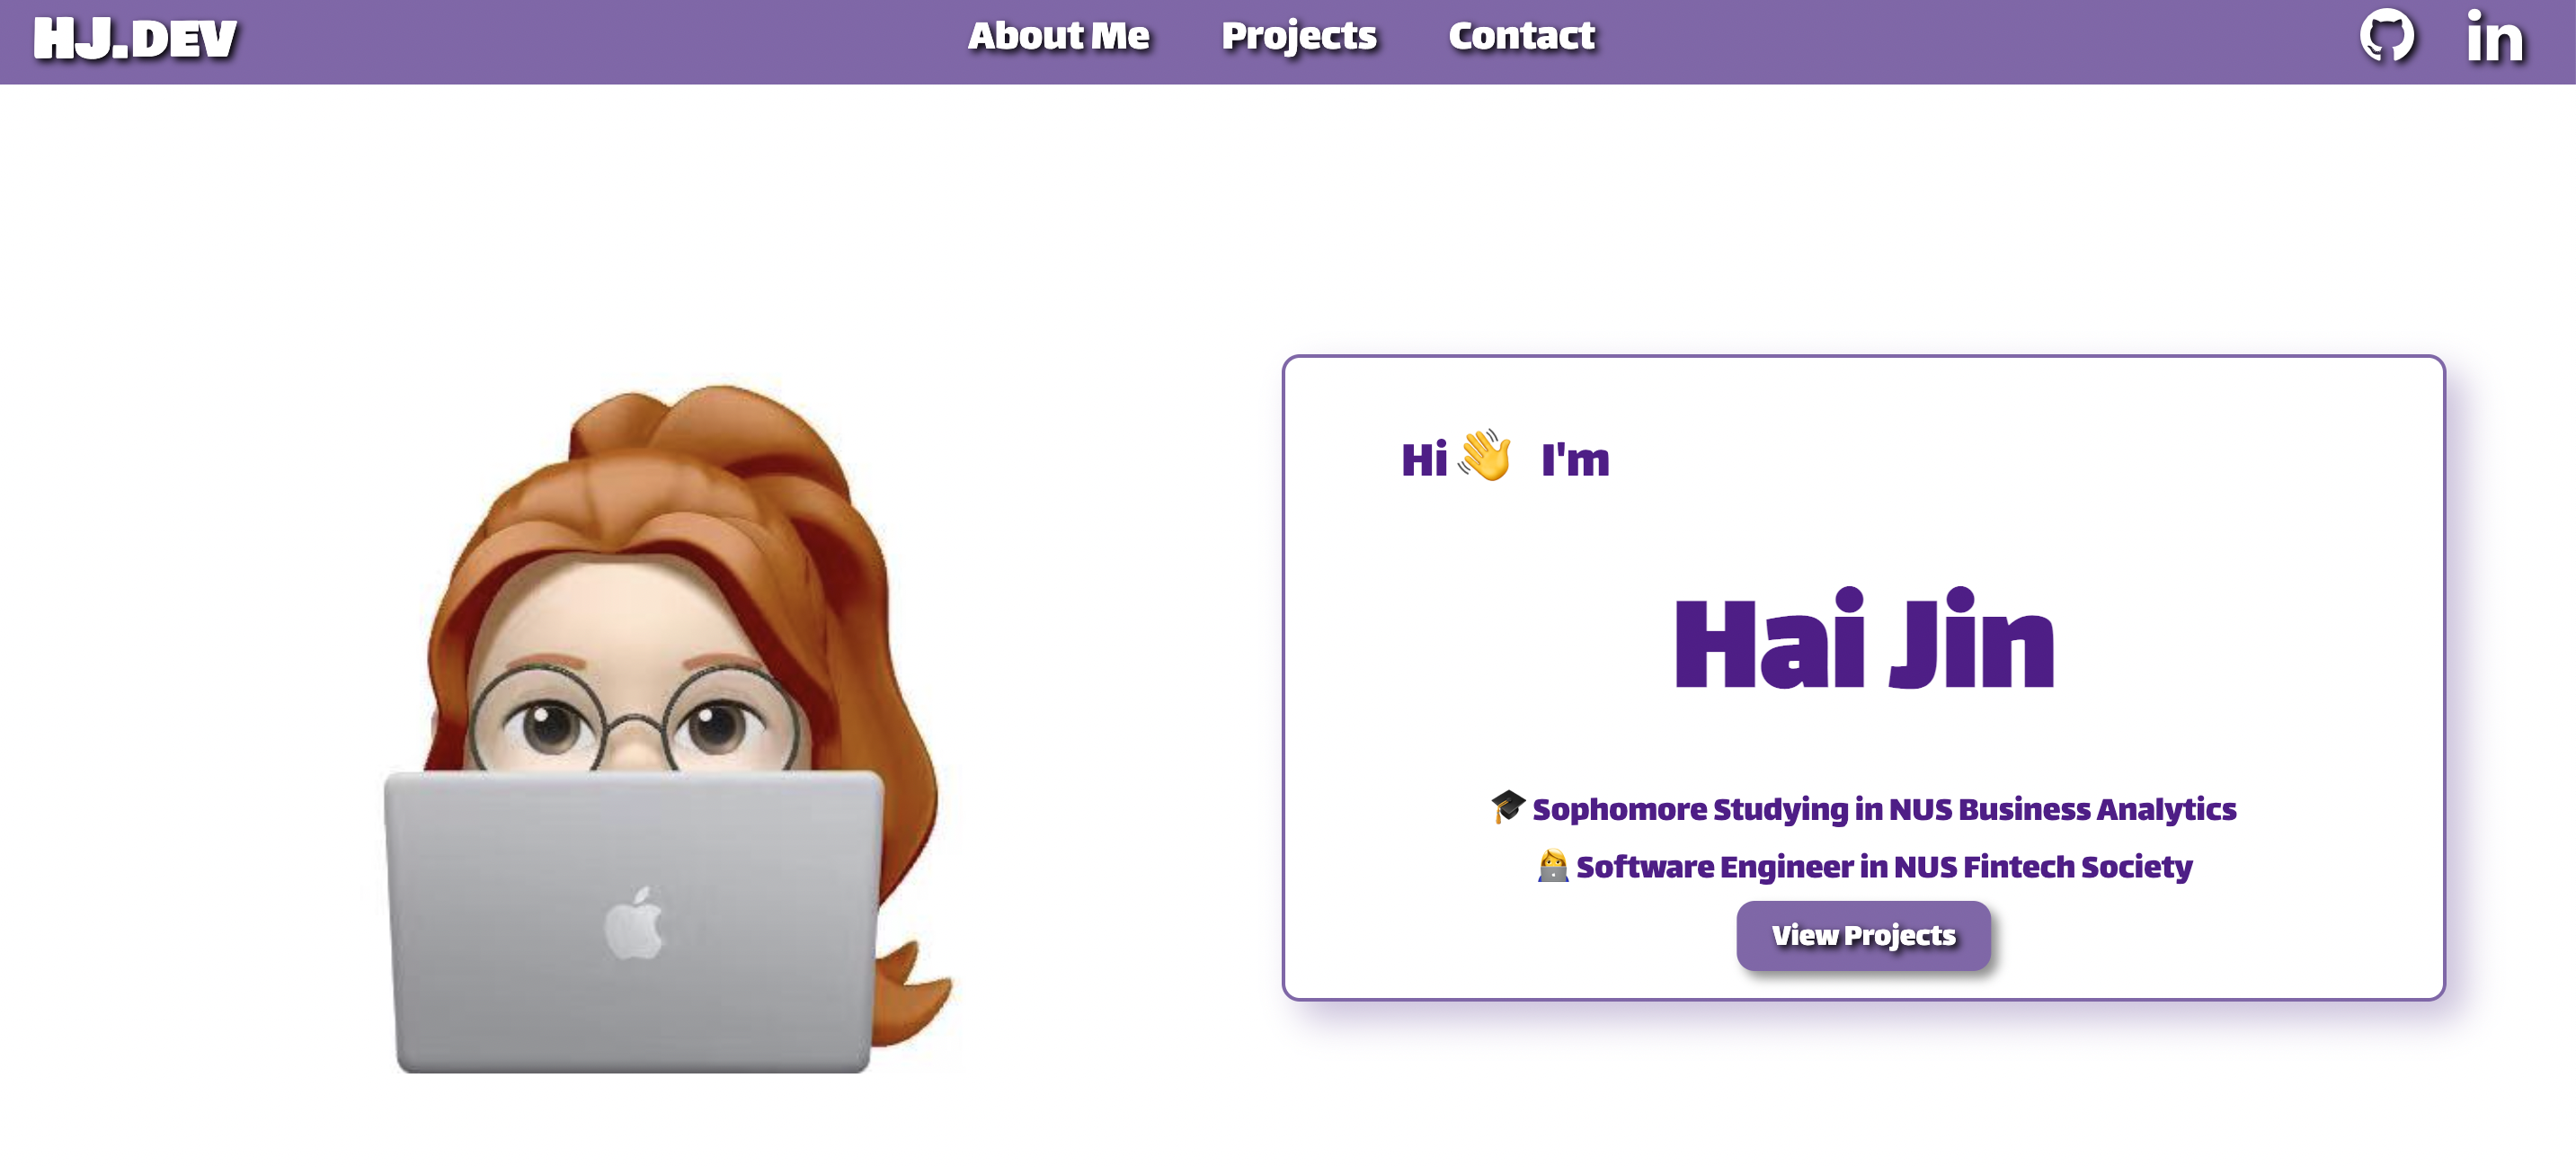 HJ.DEV
About Me
Projects
Contact
in
Hi 👋 I'm
Hai Jin
🎓 Sophomore Studying in NUS Business Analytics
👩‍💻 Software Engineer in NUS Fintech Society
View Projects